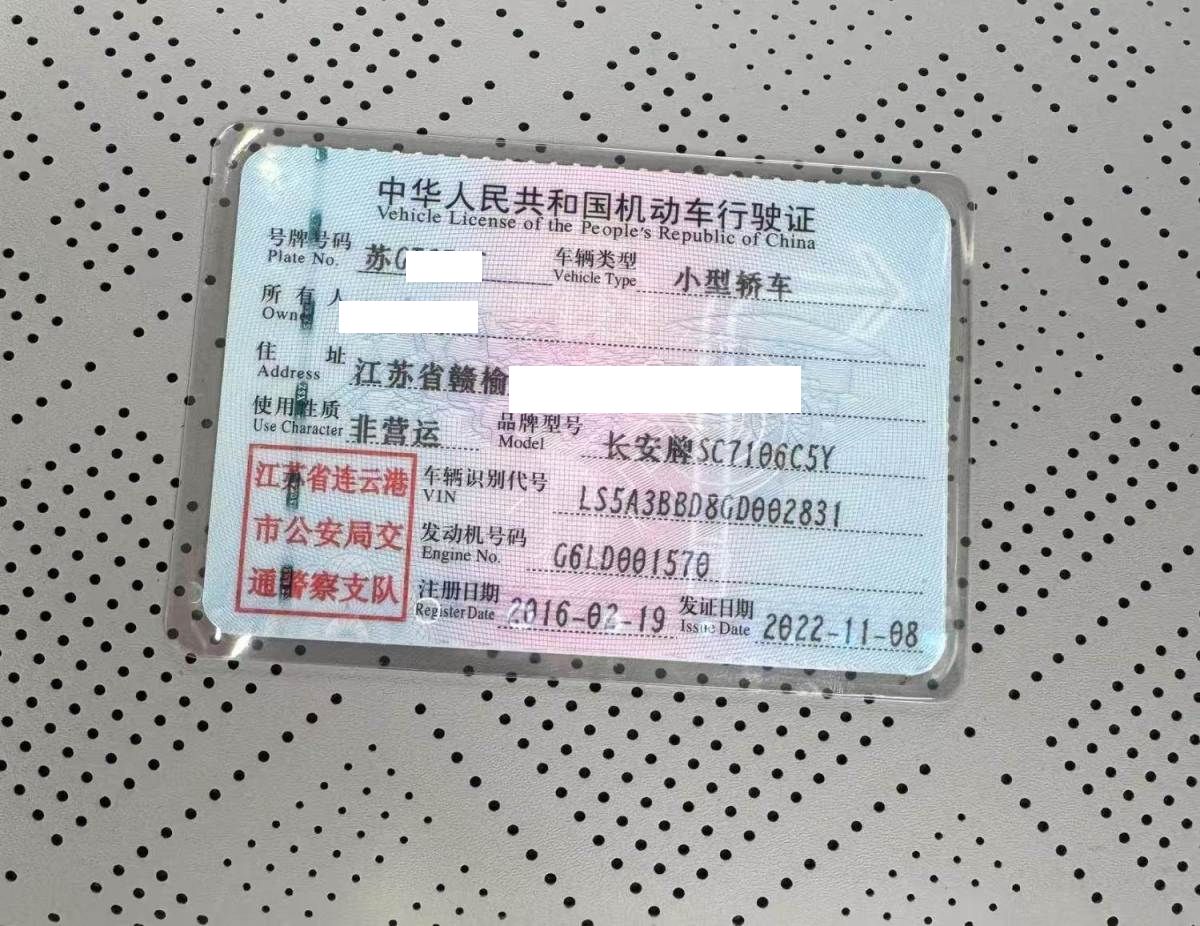 中华人民共和国机动车行驶证
Vehicle License of the People's Republic of China
号牌号码 苏G 车辆类型 小型轿车
Plate No. Vehicle Type
所有人
Owne
住址 江苏省赣榆
Address
使用性质 非营运 品牌型号 长安牌SC7106C5Y
Use Character Model
车辆识别代号 LS5A3BBD8GD002831
VIN
发动机号码 G6LD001570
Engine No.
注册日期 2016-02-19 发证日期 2022-11-08
Register Date Issue Date
江苏省连云港
市公安局交
通警察支队